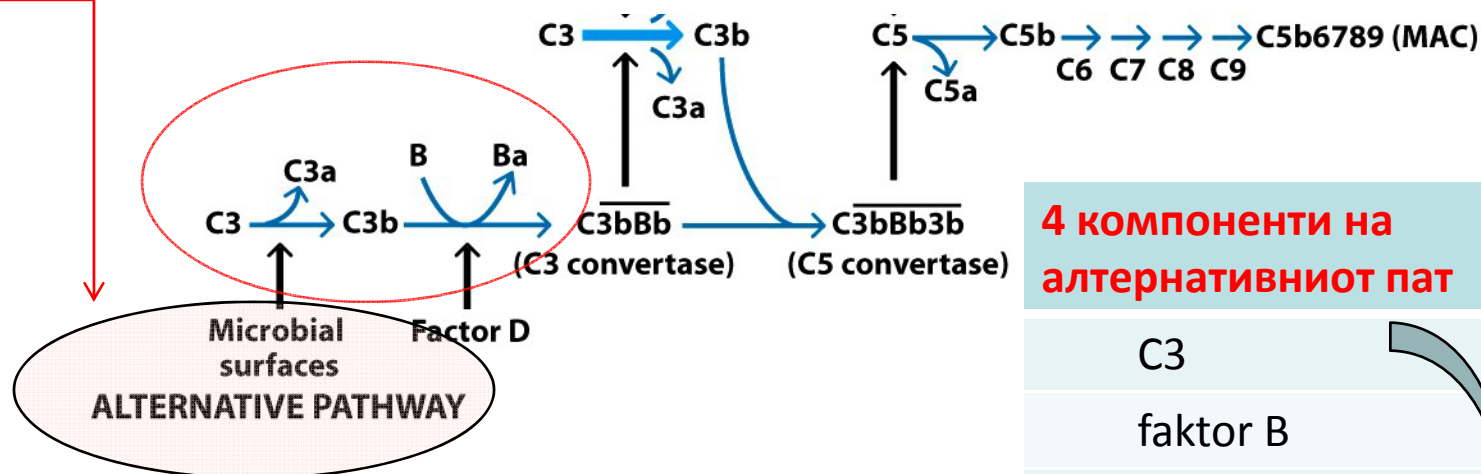 C3 C3b C5 C5b C5b6789 (MAC)
C6 C7 C8 C9
C3a C5a
B Ba
C3a
C3 C3b C3bBb C3bBb3b
(C3 convertase) (C5 convertase)
Microbial
surfaces
Factor D
ALTERNATIVE PATHWAY
4 компоненти на
алтернативниот пат
C3
faktor B